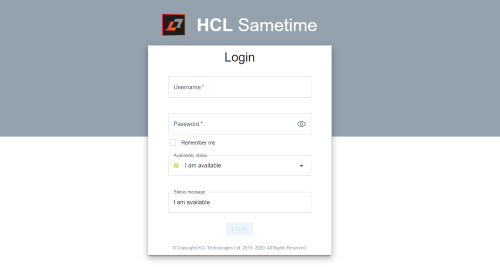 HCL Sametime
Login
Username *
Password *
Remember me
Availability status
I am available
Status message
I am available
LOGIN
© Copyright HCL Technologies Ltd. 2019, 2020. All Rights Reserved.